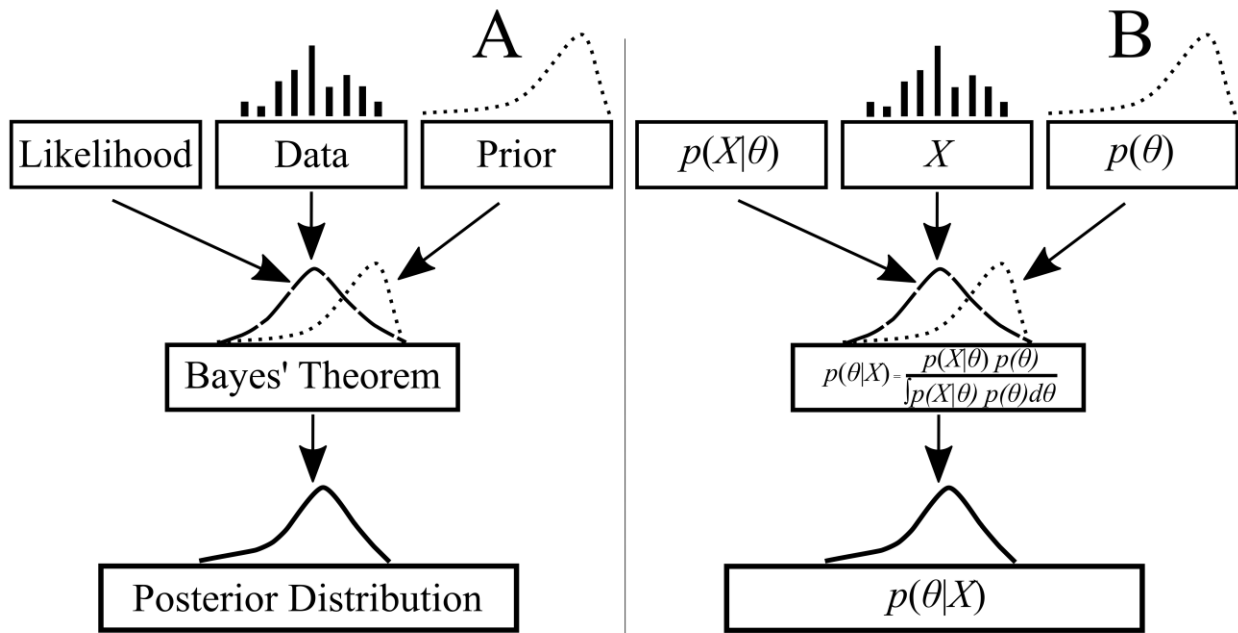 A
Likelihood
Data
Prior
Bayes' Theorem
Posterior Distribution
B
p(X|θ)
X
p(θ)
p(θ|X) = p(X|θ) p(θ)
∫p(X|θ) p(θ)dθ
p(θ|X)